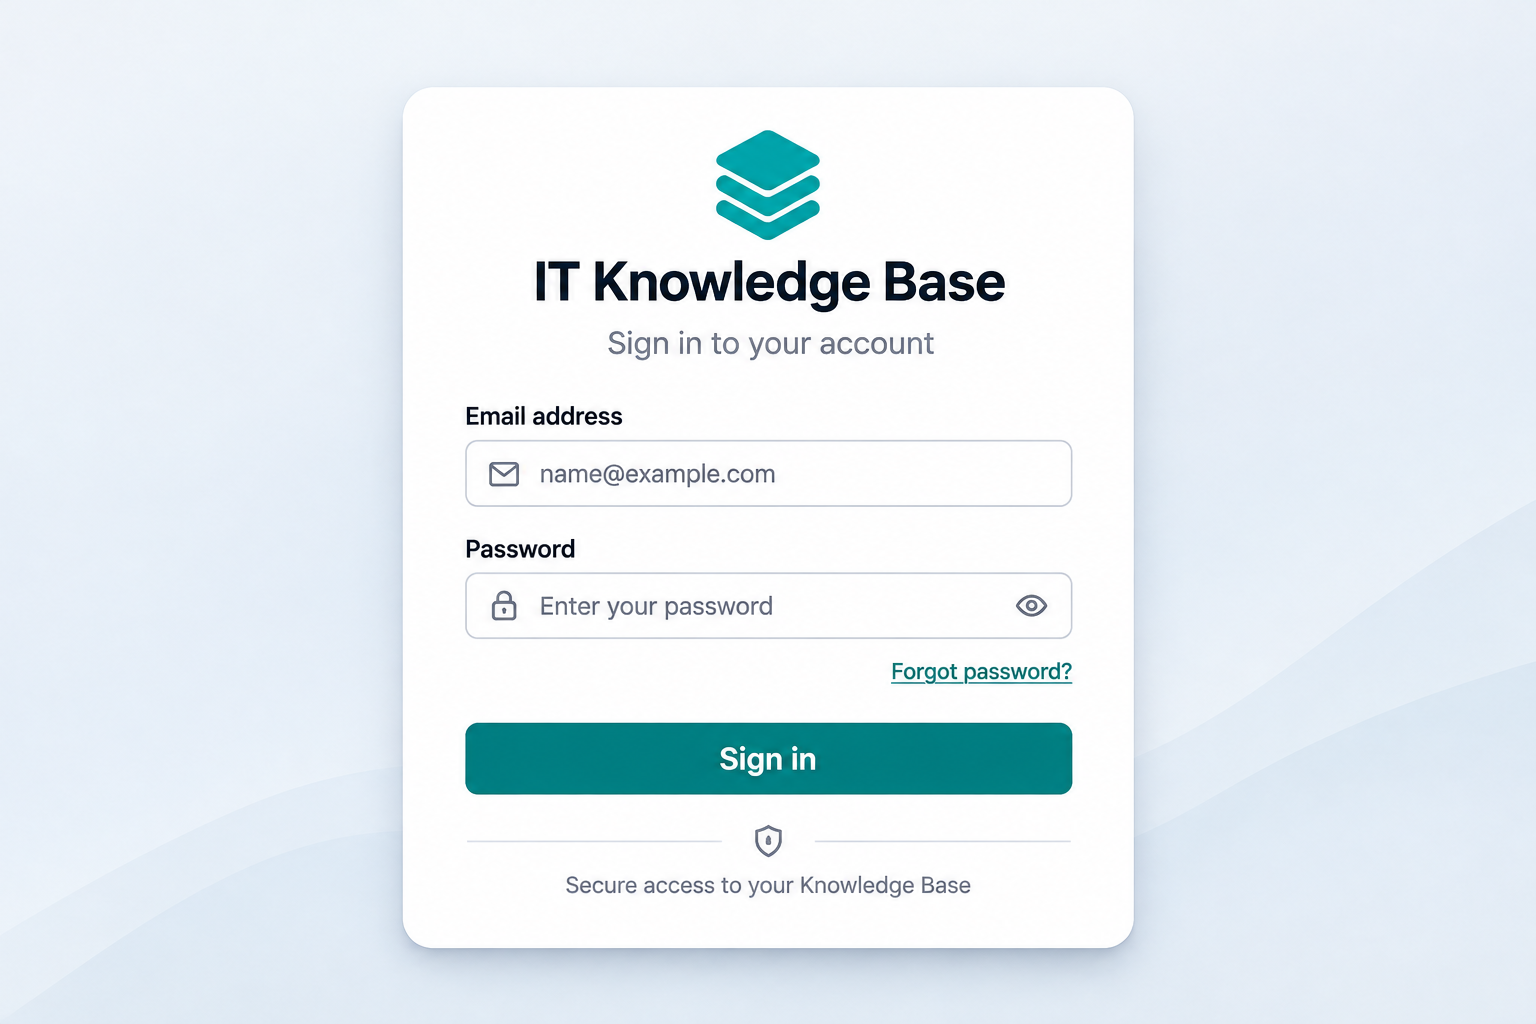 IT Knowledge Base
Sign in to your account
Email address
name@example.com
Password
Enter your password
Forgot password?
Sign in
Secure access to your Knowledge Base